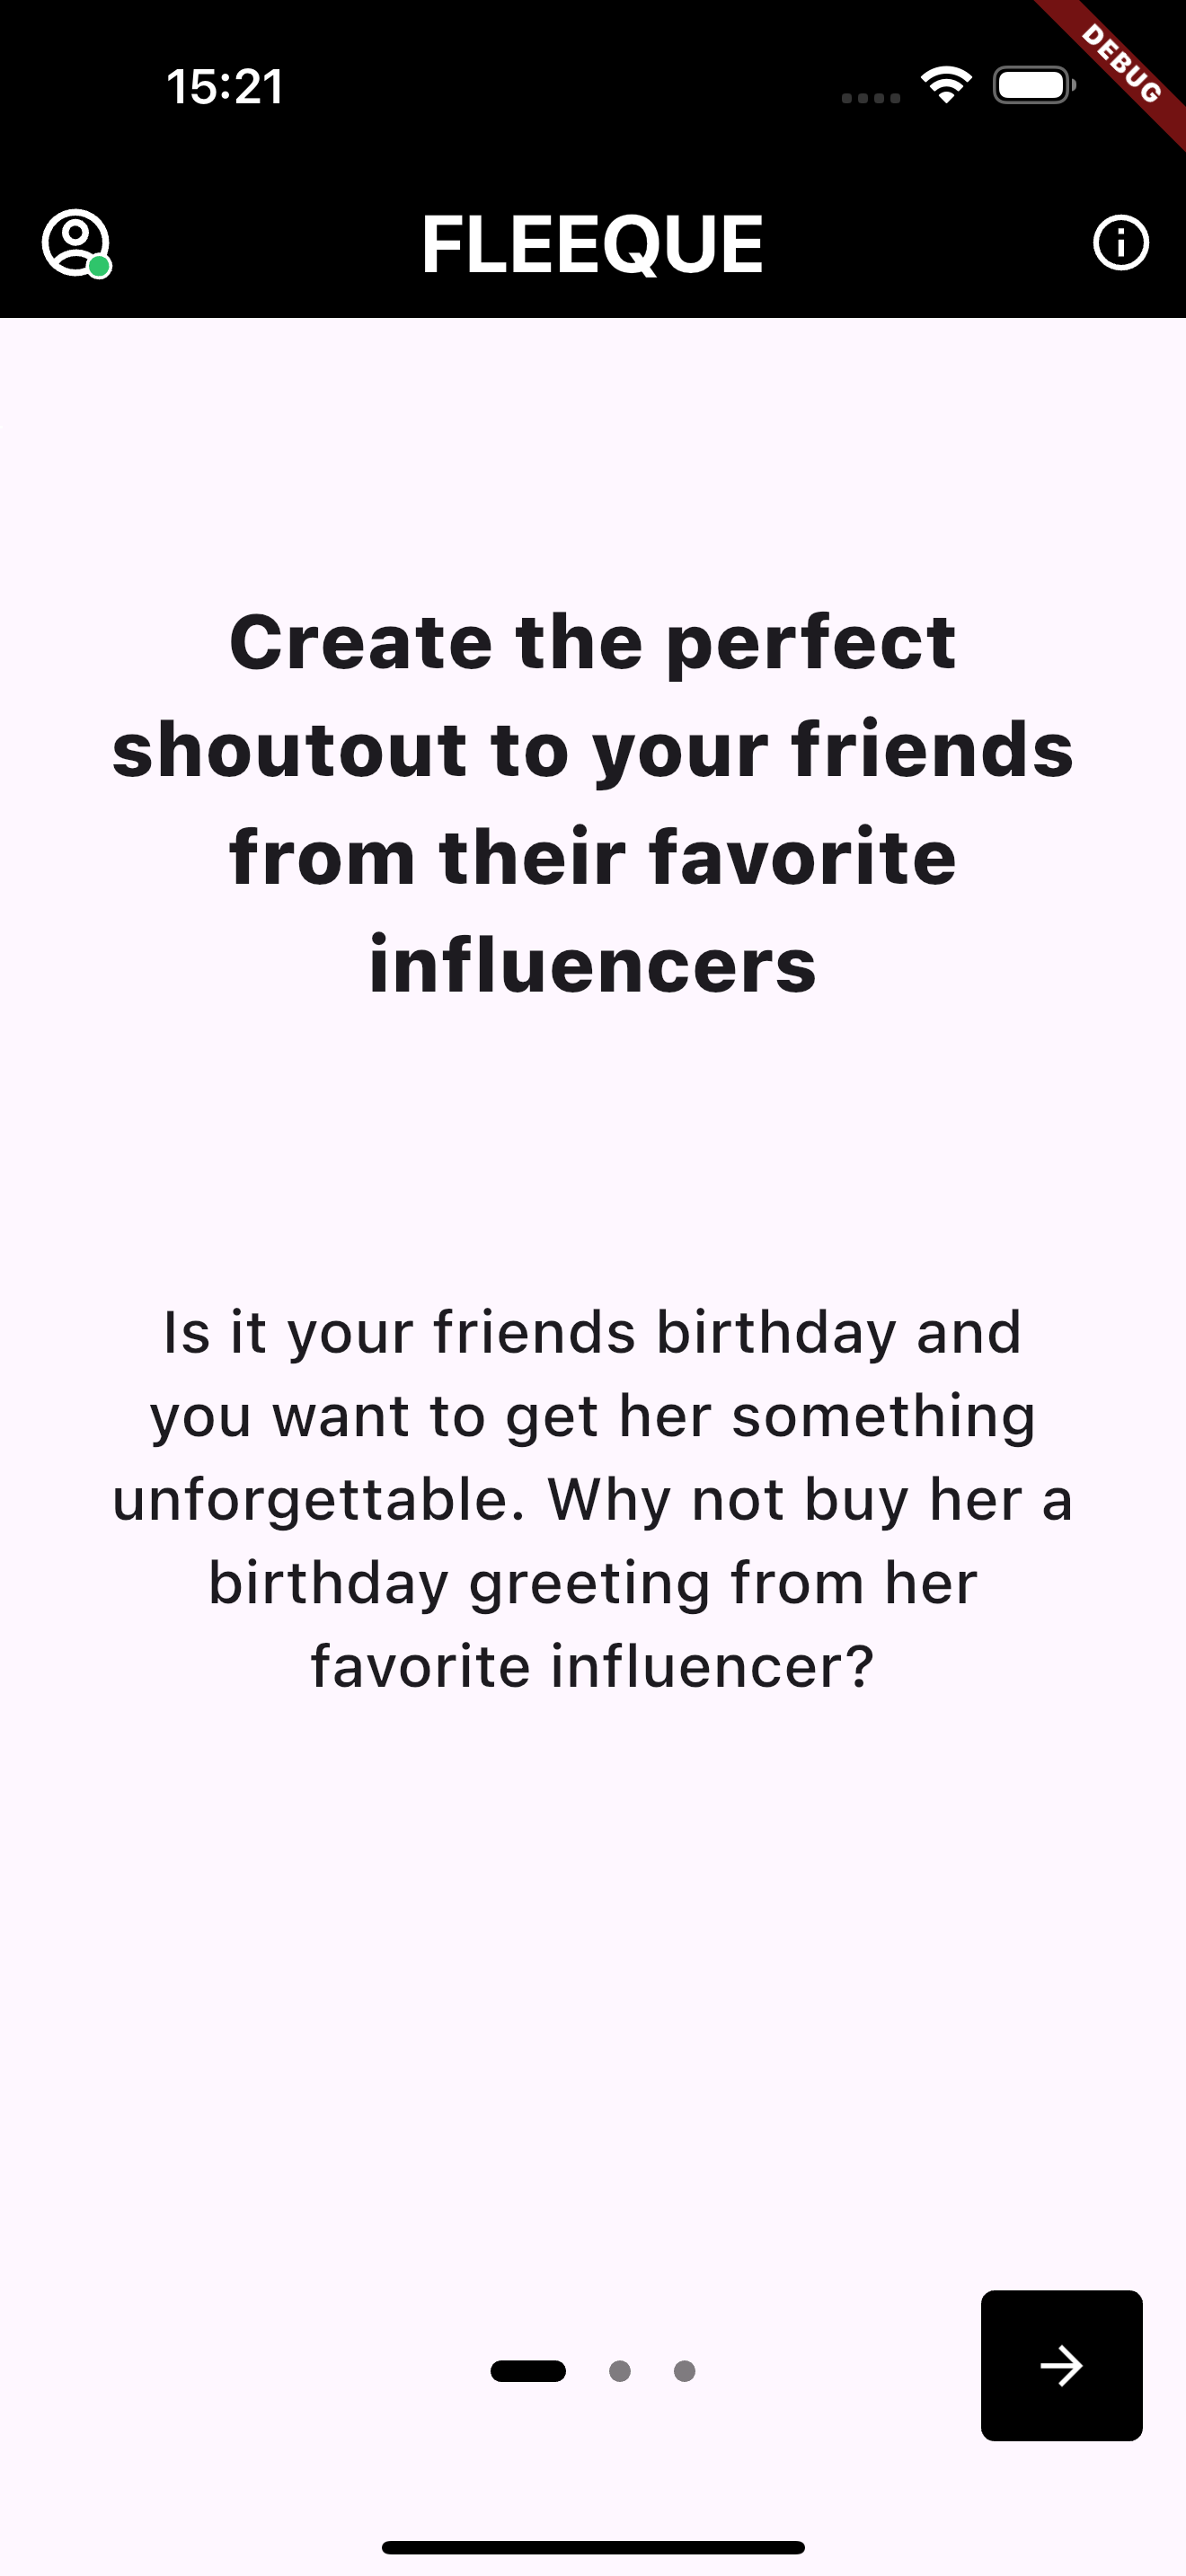 15:21
DEBUG
FLEEQUE
Create the perfect
shoutout to your friends
from their favorite
influencers
Is it your friends birthday and
you want to get her something
unforgettable. Why not buy her a
birthday greeting from her
favorite influencer?